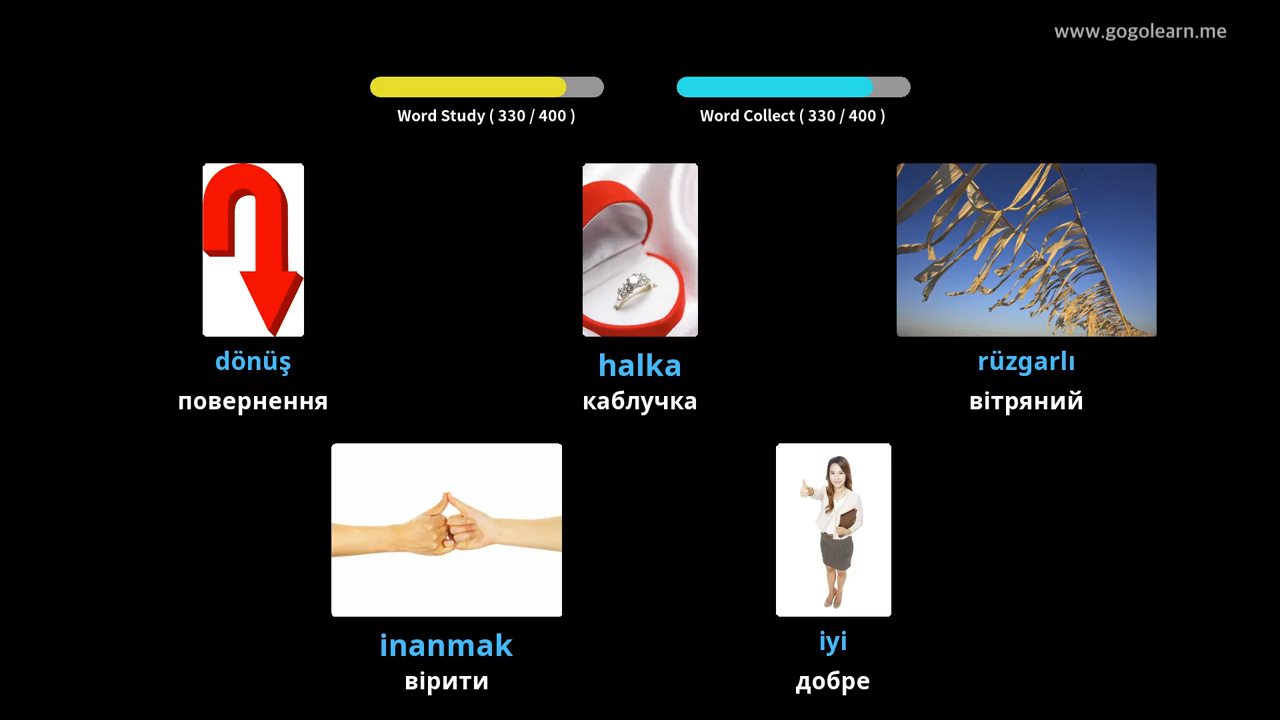 www.gogolearn.me
Word Study ( 330 / 400 )
Word Collect ( 330 / 400 )
dönüş
повернення
halka
каблучка
rüzgarlı
вітряний
inanmak
вірити
iyi
добре